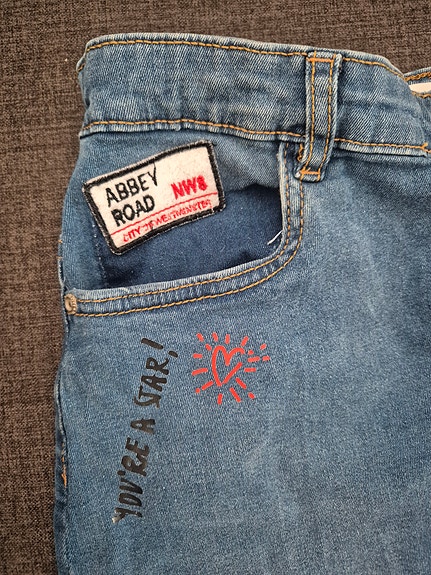 ABBEY
ROAD NW8
CITY OF WESTMINSTER
YOU'RE A STAR,!